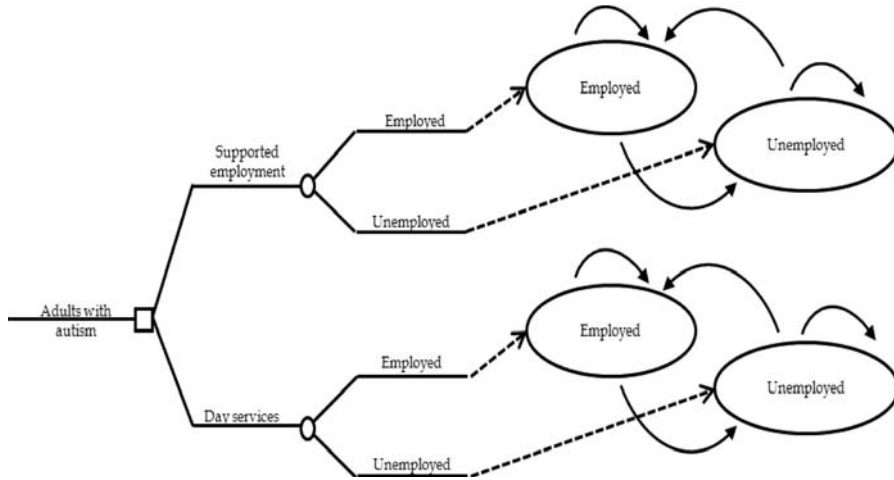 Employed
Unemployed
Employed
Supported
employment
Unemployed
Adults with
autism
Employed
Unemployed
Employed
Day services
Unemployed